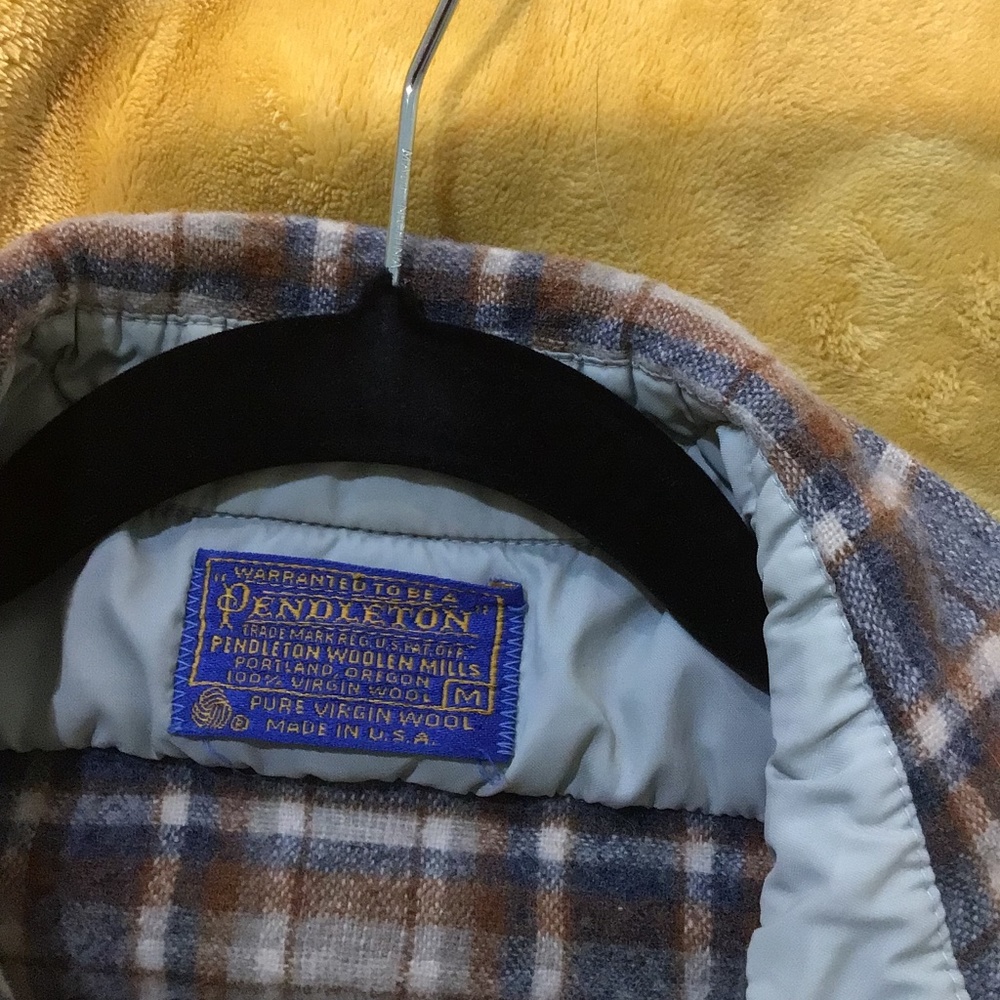 WARRANTED TO BE A
"PENDLETON"
TRADE MARK REG. U.S. PAT. OFF.
PENDLETON WOOLEN MILLS
PORTLAND, OREGON
100% VIRGIN WOOL M
PURE VIRGIN WOOL
® MADE IN U.S.A.